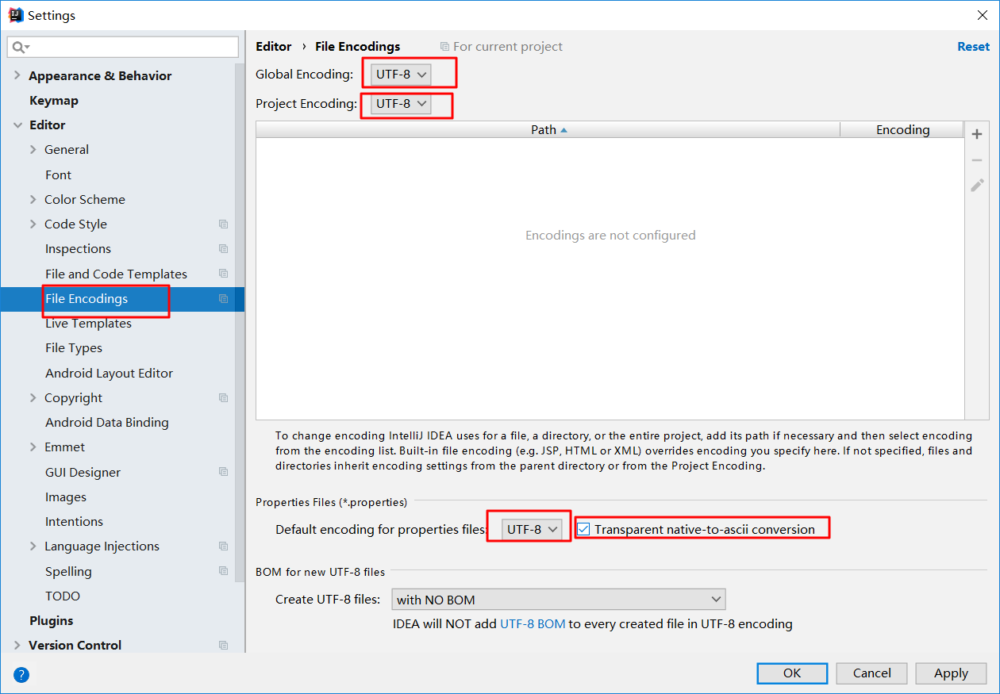 Settings
Appearance & Behavior
Keymap
Editor
General
Font
Color Scheme
Code Style
Inspections
File and Code Templates
File Encodings
Live Templates
File Types
Android Layout Editor
Copyright
Android Data Binding
Emmet
GUI Designer
Images
Intentions
Language Injections
Spelling
TODO
Plugins
Version Control
?
Editor › File Encodings For current project Reset
Global Encoding: UTF-8
Project Encoding: UTF-8
Path Encoding
Encodings are not configured
To change encoding IntelliJ IDEA uses for a file, a directory, or the entire project, add its path if necessary and then select encoding
from the encoding list. Built-in file encoding (e.g. JSP, HTML or XML) overrides encoding you specify here. If not specified, files and
directories inherit encoding settings from the parent directory or from the Project Encoding.
Properties Files (*.properties)
Default encoding for properties files: UTF-8 Transparent native-to-ascii conversion
BOM for new UTF-8 files
Create UTF-8 files: with NO BOM
IDEA will NOT add UTF-8 BOM to every created file in UTF-8 encoding
OK Cancel Apply